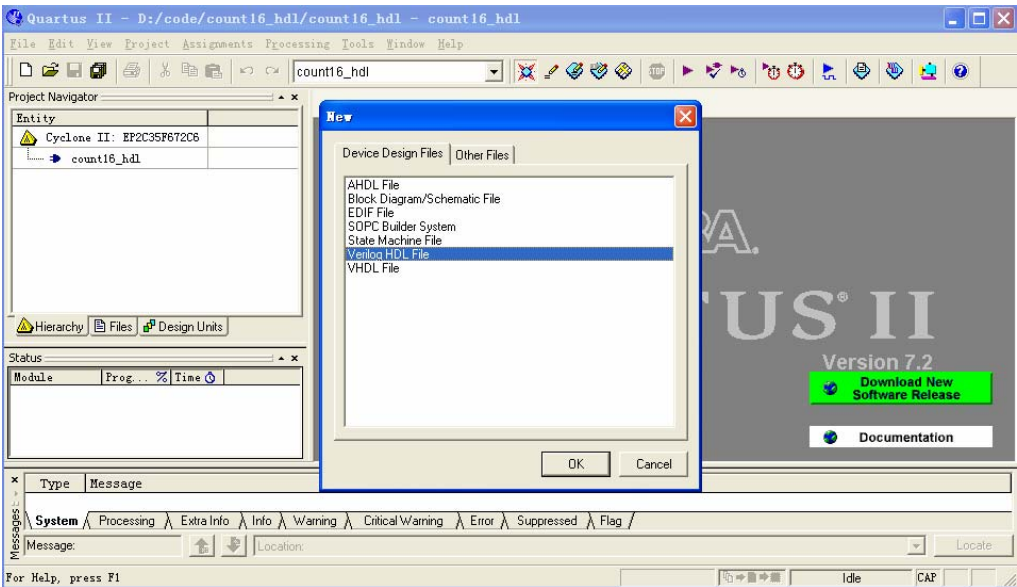 Quartus II - D:/code/count16_hdl/count16_hdl - count16_hdl
File Edit View Project Assignments Processing Tools Window Help
count16_hdl
Project Navigator
Entity
Cyclone II: EP2C35F672C6
count16_hdl
Hierarchy Files Design Units
Status
Module Prog... % Time
New
Device Design Files Other Files
AHDL File
Block Diagram/Schematic File
EDIF File
SOPC Builder System
State Machine File
Verilog HDL File
VHDL File
OK Cancel
RA.
TUS® II
Version 7.2
Download New
Software Release
Documentation
Type Message
System Processing Extra Info Info Warning Critical Warning Error Suppressed Flag
Messages
Message: Location: Locate
For Help, press F1 Idle CAP